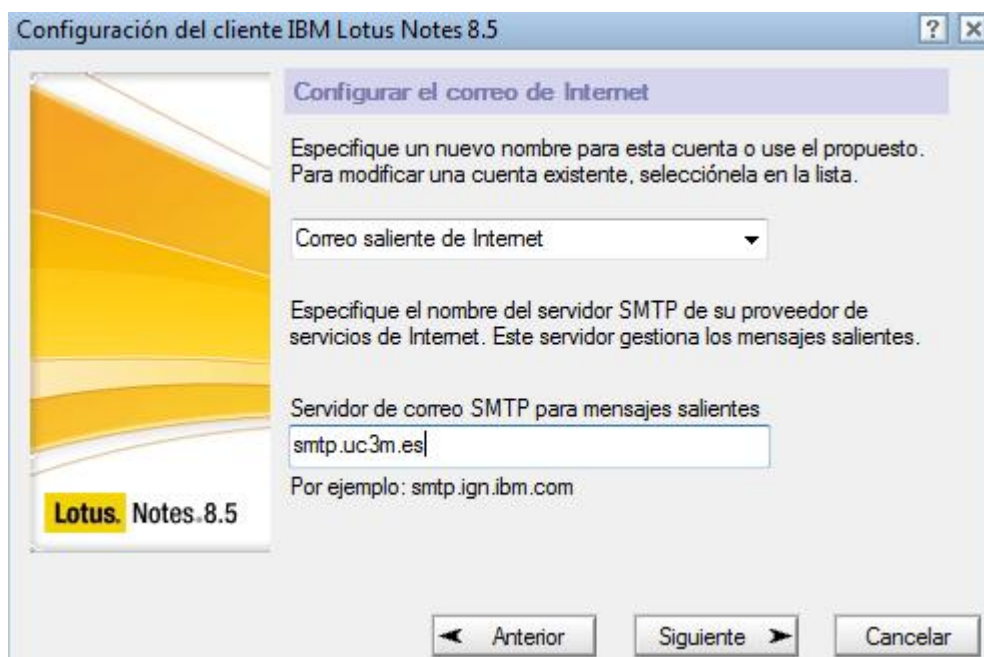 Configuración del cliente IBM Lotus Notes 8.5
Configurar el correo de Internet
Especifique un nuevo nombre para esta cuenta o use el propuesto.
Para modificar una cuenta existente, selecciónela en la lista.
Correo saliente de Internet
Especifique el nombre del servidor SMTP de su proveedor de
servicios de Internet. Este servidor gestiona los mensajes salientes.
Servidor de correo SMTP para mensajes salientes
smtp.uc3m.es
Por ejemplo: smtp.ign.ibm.com
Lotus. Notes.8.5
Anterior
Siguiente
Cancelar